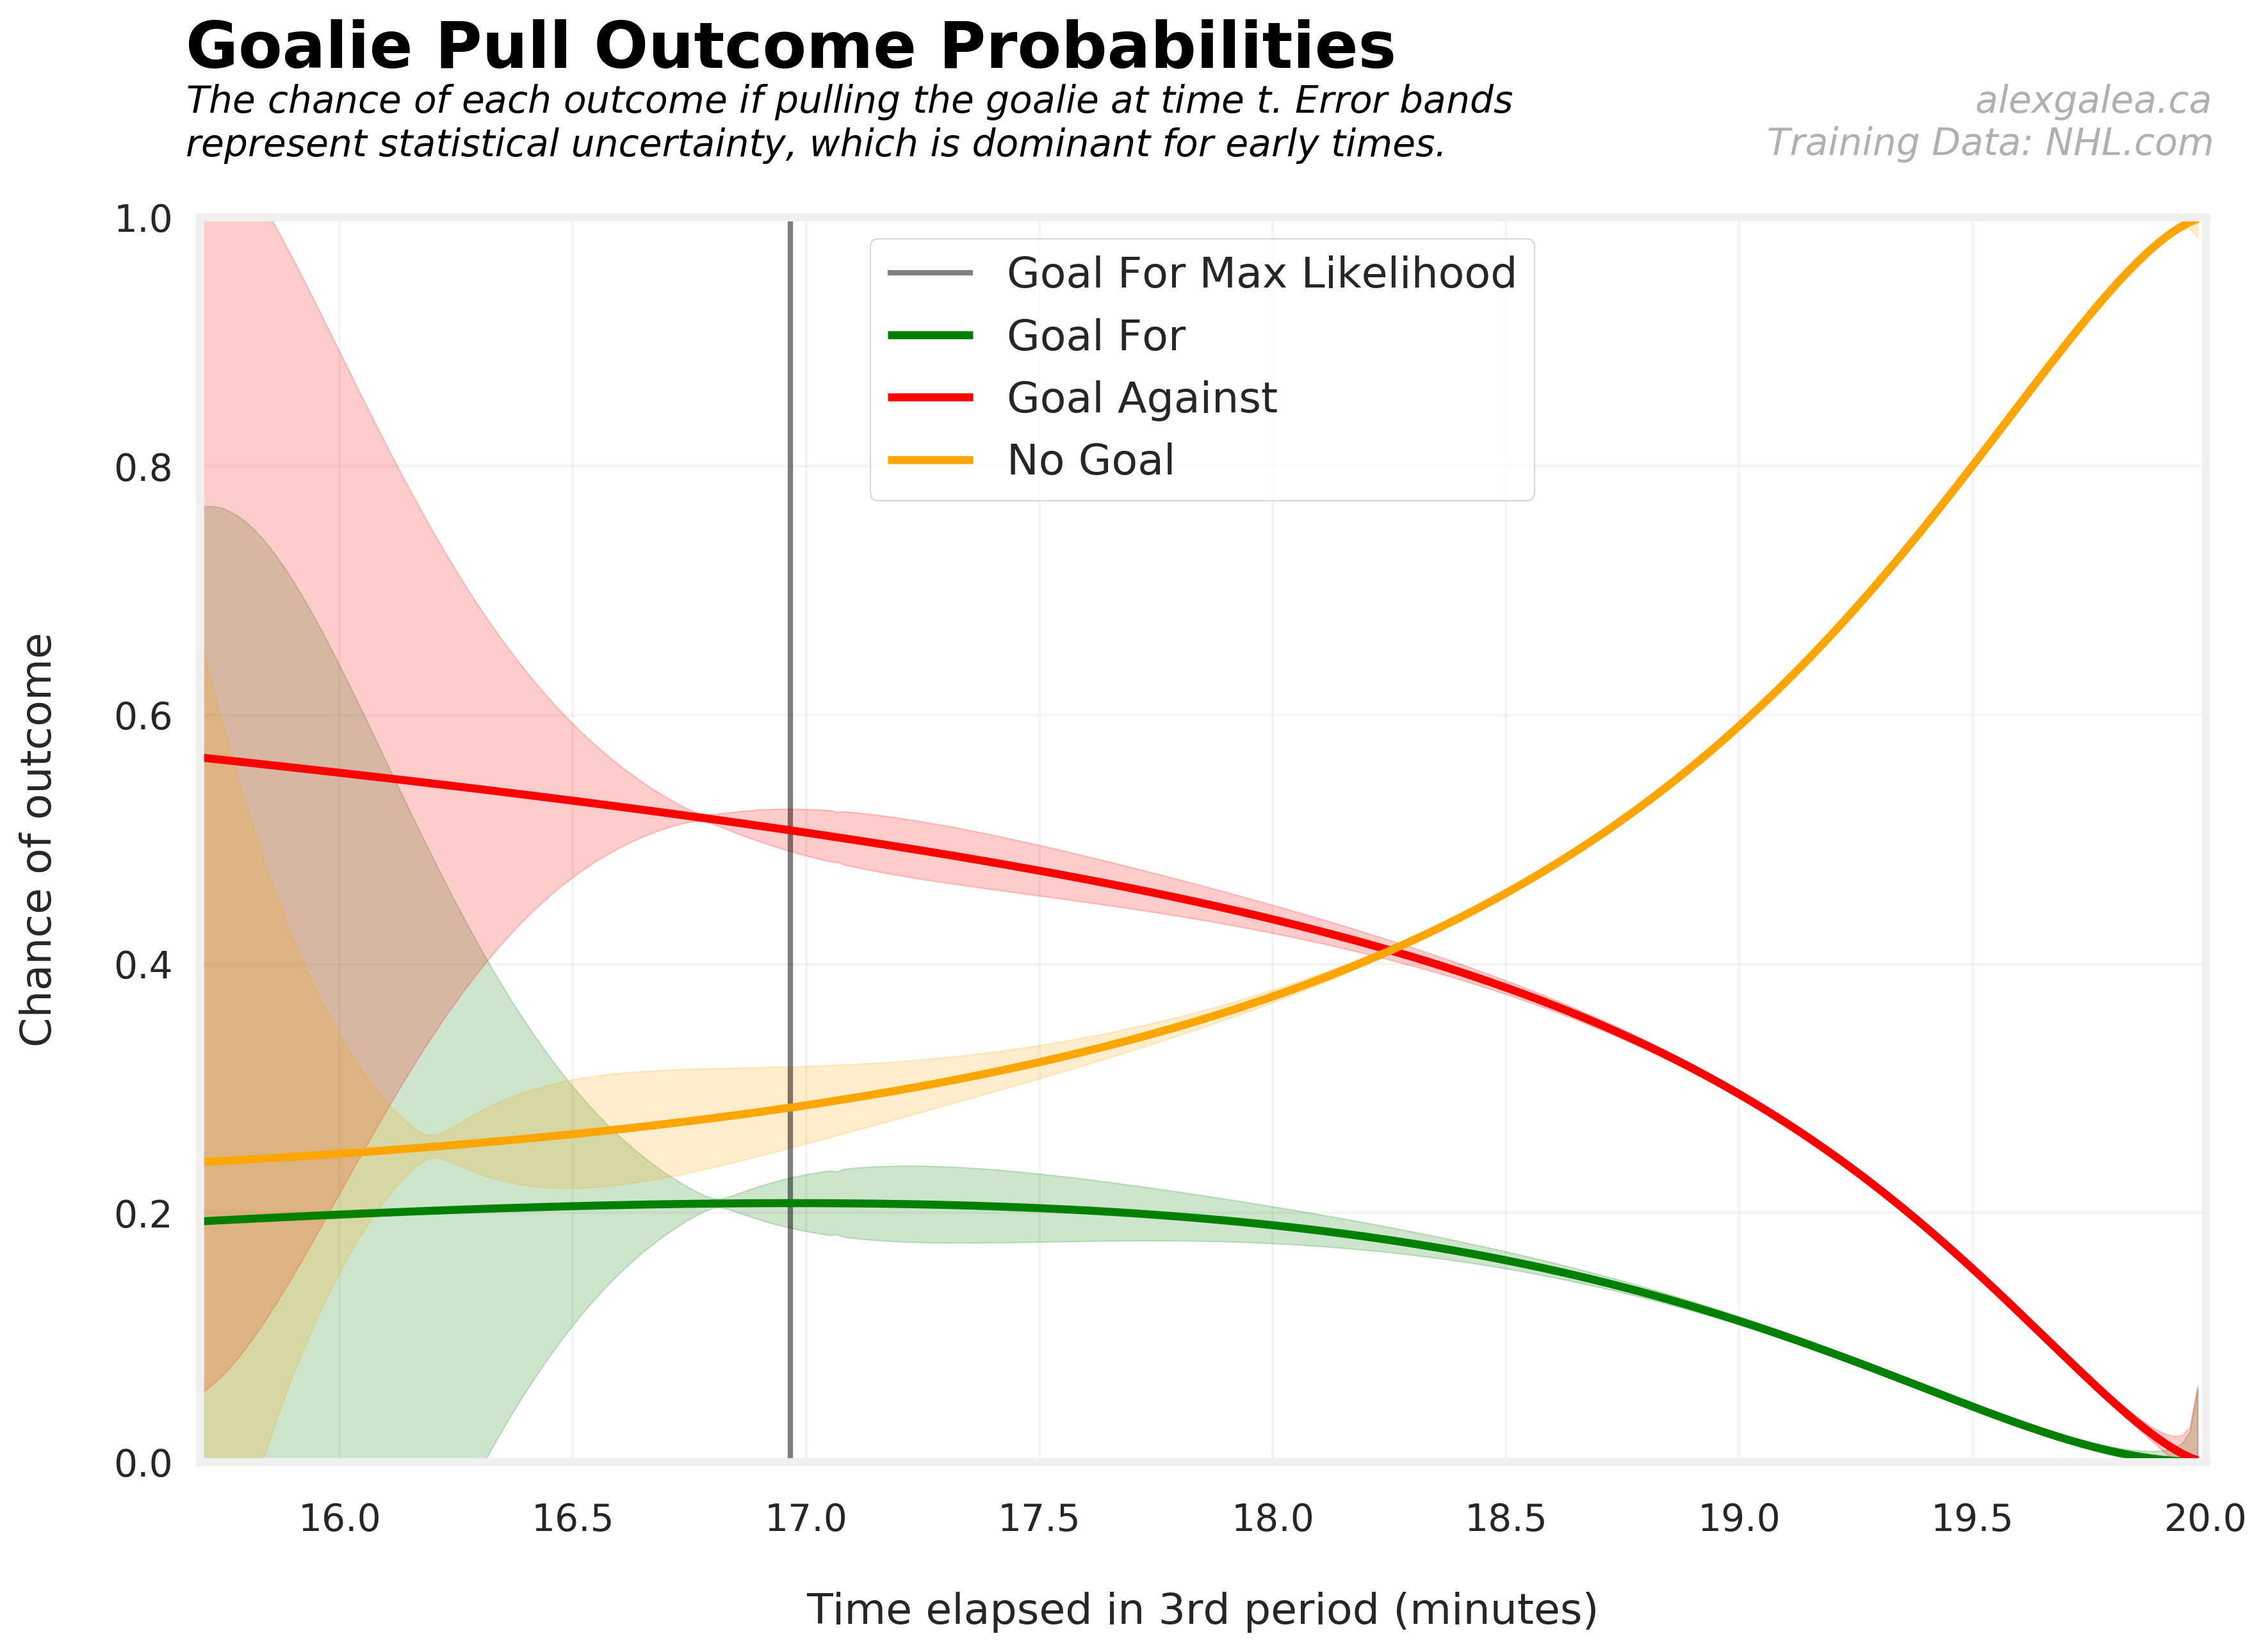 Goalie Pull Outcome Probabilities
The chance of each outcome if pulling the goalie at time t. Error bands
represent statistical uncertainty, which is dominant for early times.
alexgalea.ca
Training Data: NHL.com
Goal For Max Likelihood
Goal For
Goal Against
No Goal
Chance of outcome
1.0
0.8
0.6
0.4
0.2
0.0
16.0 16.5 17.0 17.5 18.0 18.5 19.0 19.5 20.0
Time elapsed in 3rd period (minutes)